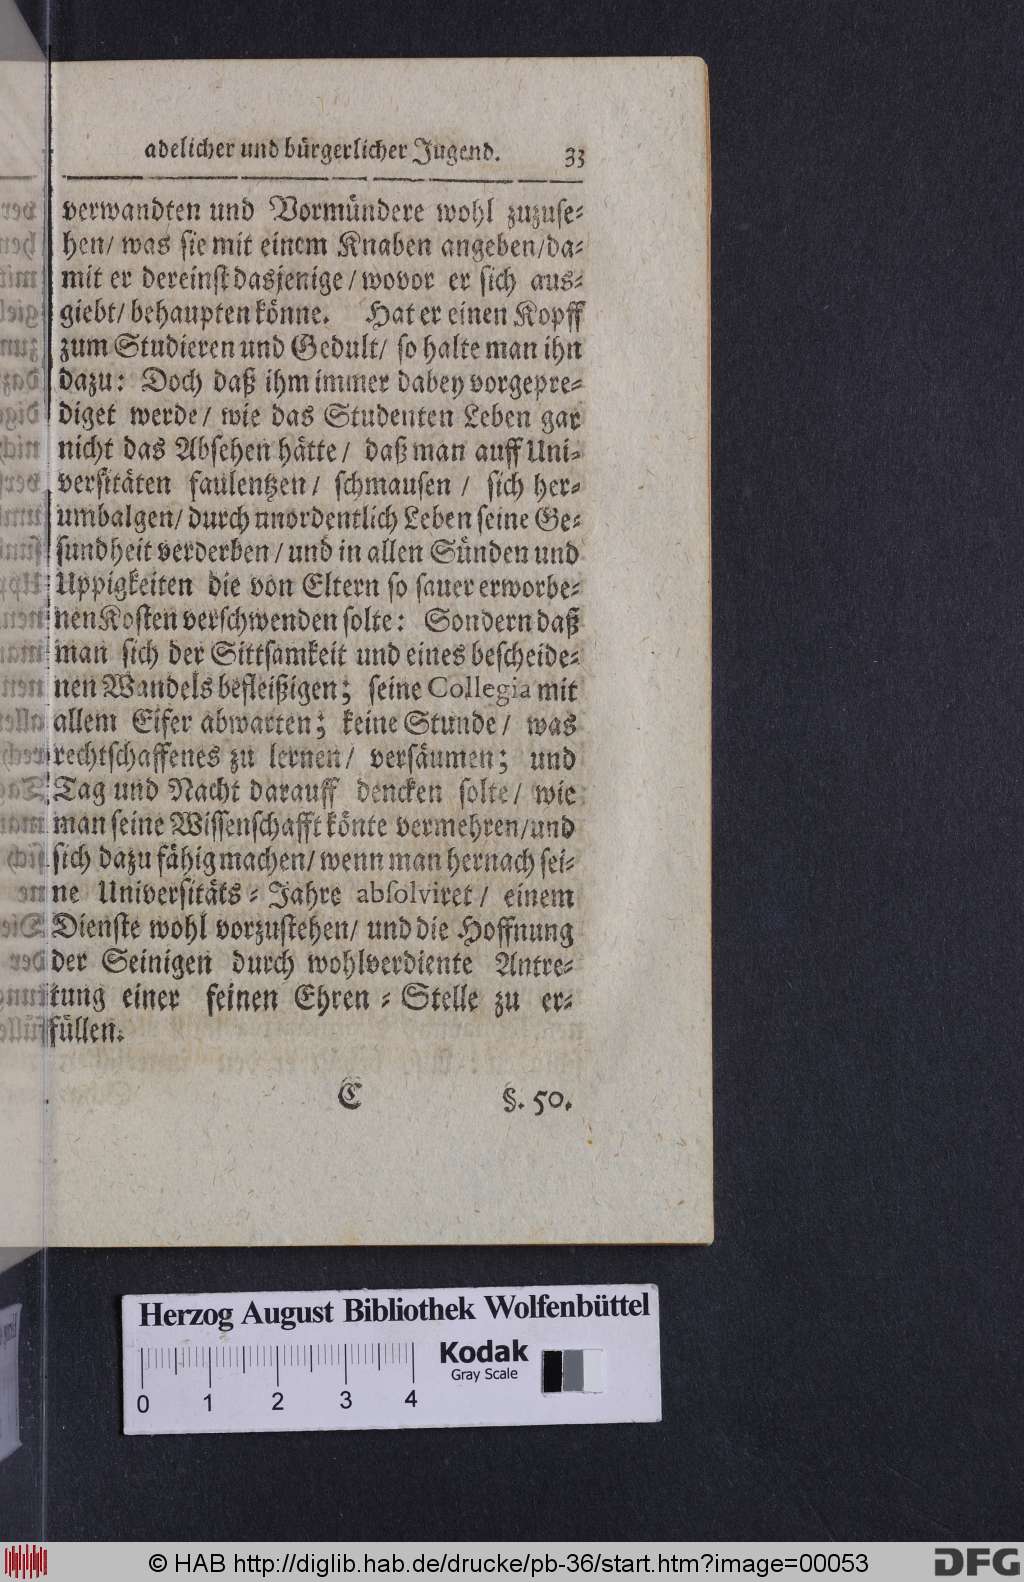 adelicher und bürgerlicher Jugend. 33
verwandten und Vormündere wohl zuzuse-
hen/ was sie mit einem Knaben angeben/da-
mit er dereinst dasjenige/wovor er sich aus-
giebt/ behaupten könne. Hat er einen Kopff
zum Studieren und Gedult/ so halte man ihn
dazu: Doch daß ihm immer dabey vorgepre-
diget werde/ wie das Studenten Leben gar
nicht das Absehen hätte/ daß man auff Uni-
versitäten faulentzen/ schmausen/ sich her-
umbalgen/ durch nnordentlich Leben seine Ge-
sundheit verderben/und in allen Sünden und
Uppigkeiten die von Eltern so sauer erworbe-
nen Kosten verschwenden solte: Sondern daß
man sich der Sittsamkeit und eines bescheide-
nen Wandels befleißigen; seine Collegia mit
allem Eifer abwarten; keine Stunde/ was
rechtschaffenes zu lernen/ versäumen; und
Tag und Nacht darauff dencken solte/ wie
man seine Wissenschafft könte vermehren/und
sich dazu fähig machen/wenn man hernach sei-
ne Universitäts-Jahre absolviret/ einem
Dienste wohl vorzustehen/ und die Hoffnung
der Seinigen durch wohlverdiente Antre-
tung einer feinen Ehren-Stelle zu er-
füllen.
C §. 50.
Herzog August Bibliothek Wolfenbüttel
Kodak
Gray Scale
0 1 2 3 4
© HAB http://diglib.hab.de/drucke/pb-36/start.htm?image=00053
DFG